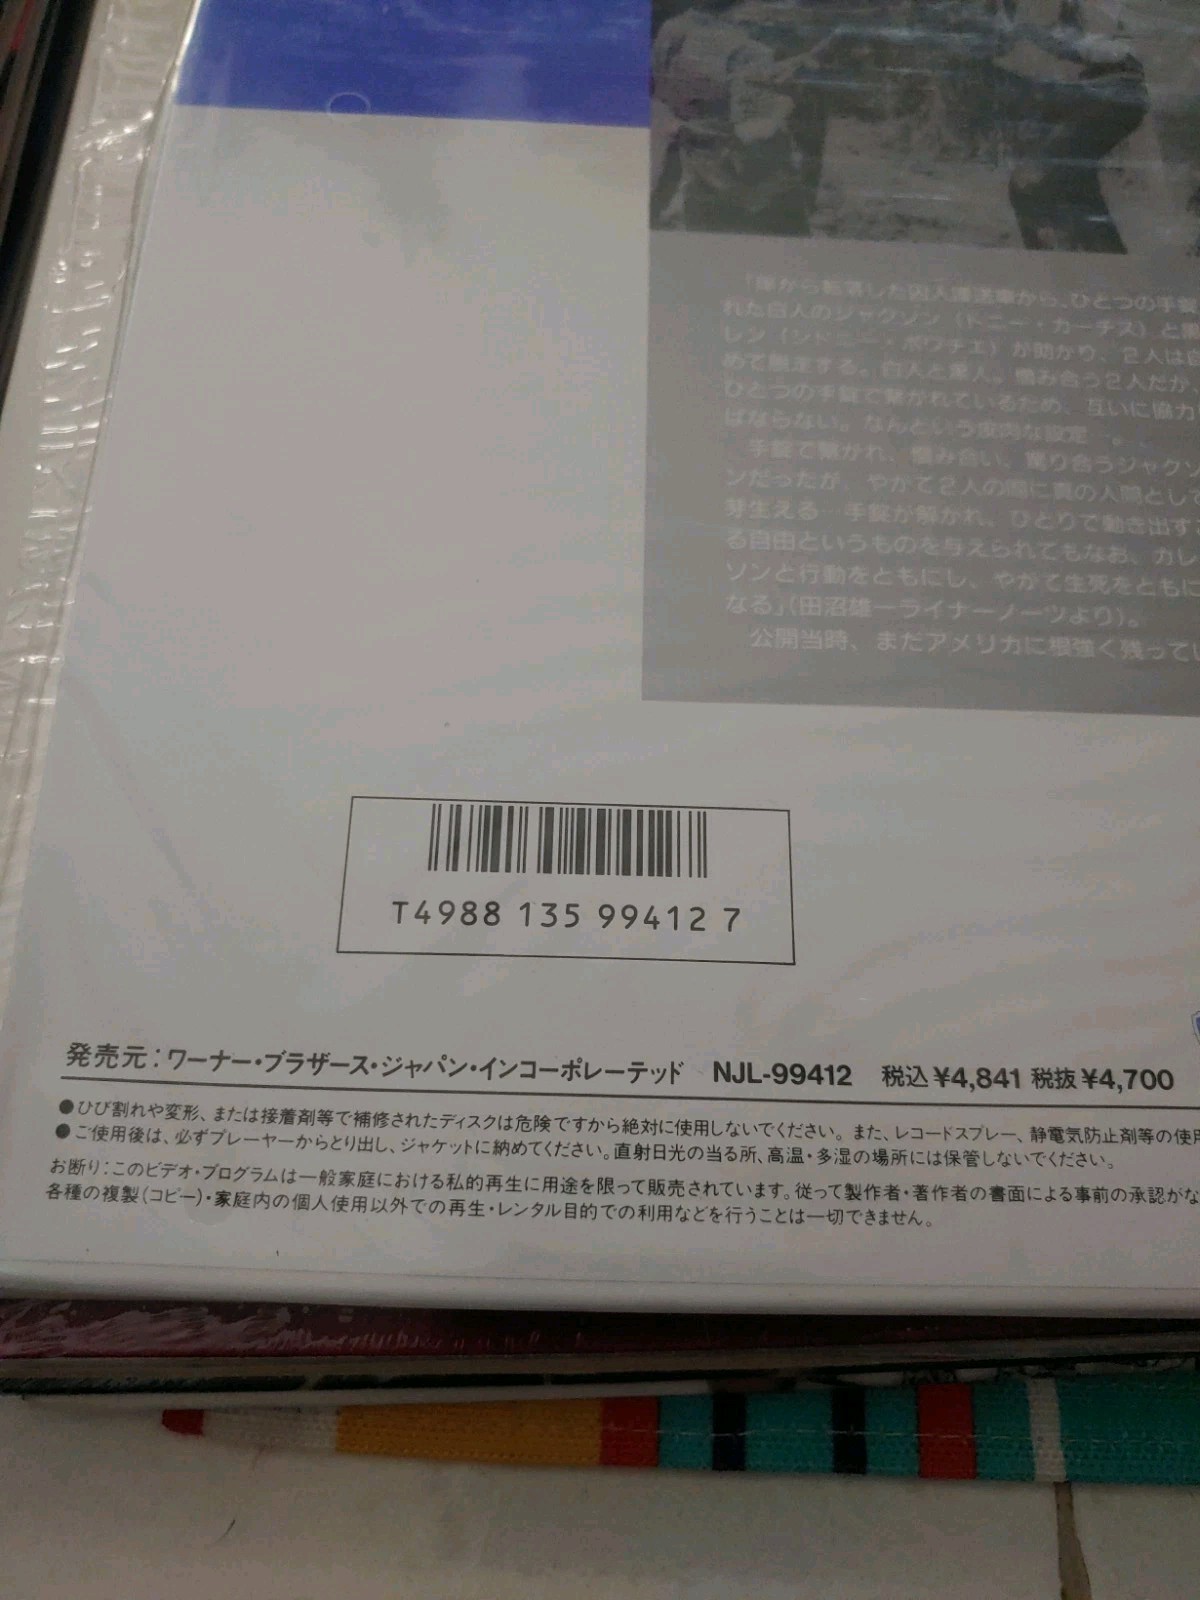 「崖から転落した囚人護送車から、ひとつの手錠
れた白人のジャクソン（トニー・カーチス）と黒
レン（シドニー・ポワチエ）が助かり、2人は
めて脱走する。白人と黒人。憎み合う2人だか
ひとつの手錠で繋がれているため、互いに協力
ばならない。なんという皮肉な設定…。
手錠で繋がれ、憎み合い、罵り合うジャクソ
ンだったが、やがて2人の間に真の人間として
芽生える…手錠が解かれ、ひとりで動き出す
る自由というものを与えられてもなお、カレ
ソンと行動をともにし、やがて生死をともに
なる」（田沼雄一ライナーノーツより）。
公開当時、まだアメリカに根強く残ってい
T4988 135 99412 7
発売元：ワーナー・ブラザース・ジャパン・インコーポレーテッド NJL-99412 税込¥4,841 税抜¥4,700
●ひび割れや変形、または接着剤等で補修されたディスクは危険ですから絶対に使用しないでください。また、レコードスプレー、静電気防止剤等の使用
●ご使用後は、必ずプレーヤーからとり出し、ジャケットに納めてください。直射日光の当る所、高温・多湿の場所には保管しないでください。
お断り：このビデオ・プログラムは一般家庭における私的再生に用途を限って販売されています。従って製作者・著作者の書面による事前の承認がな
各種の複製（コピー）・家庭内の個人使用以外での再生・レンタル目的での利用などを行うことは一切できません。